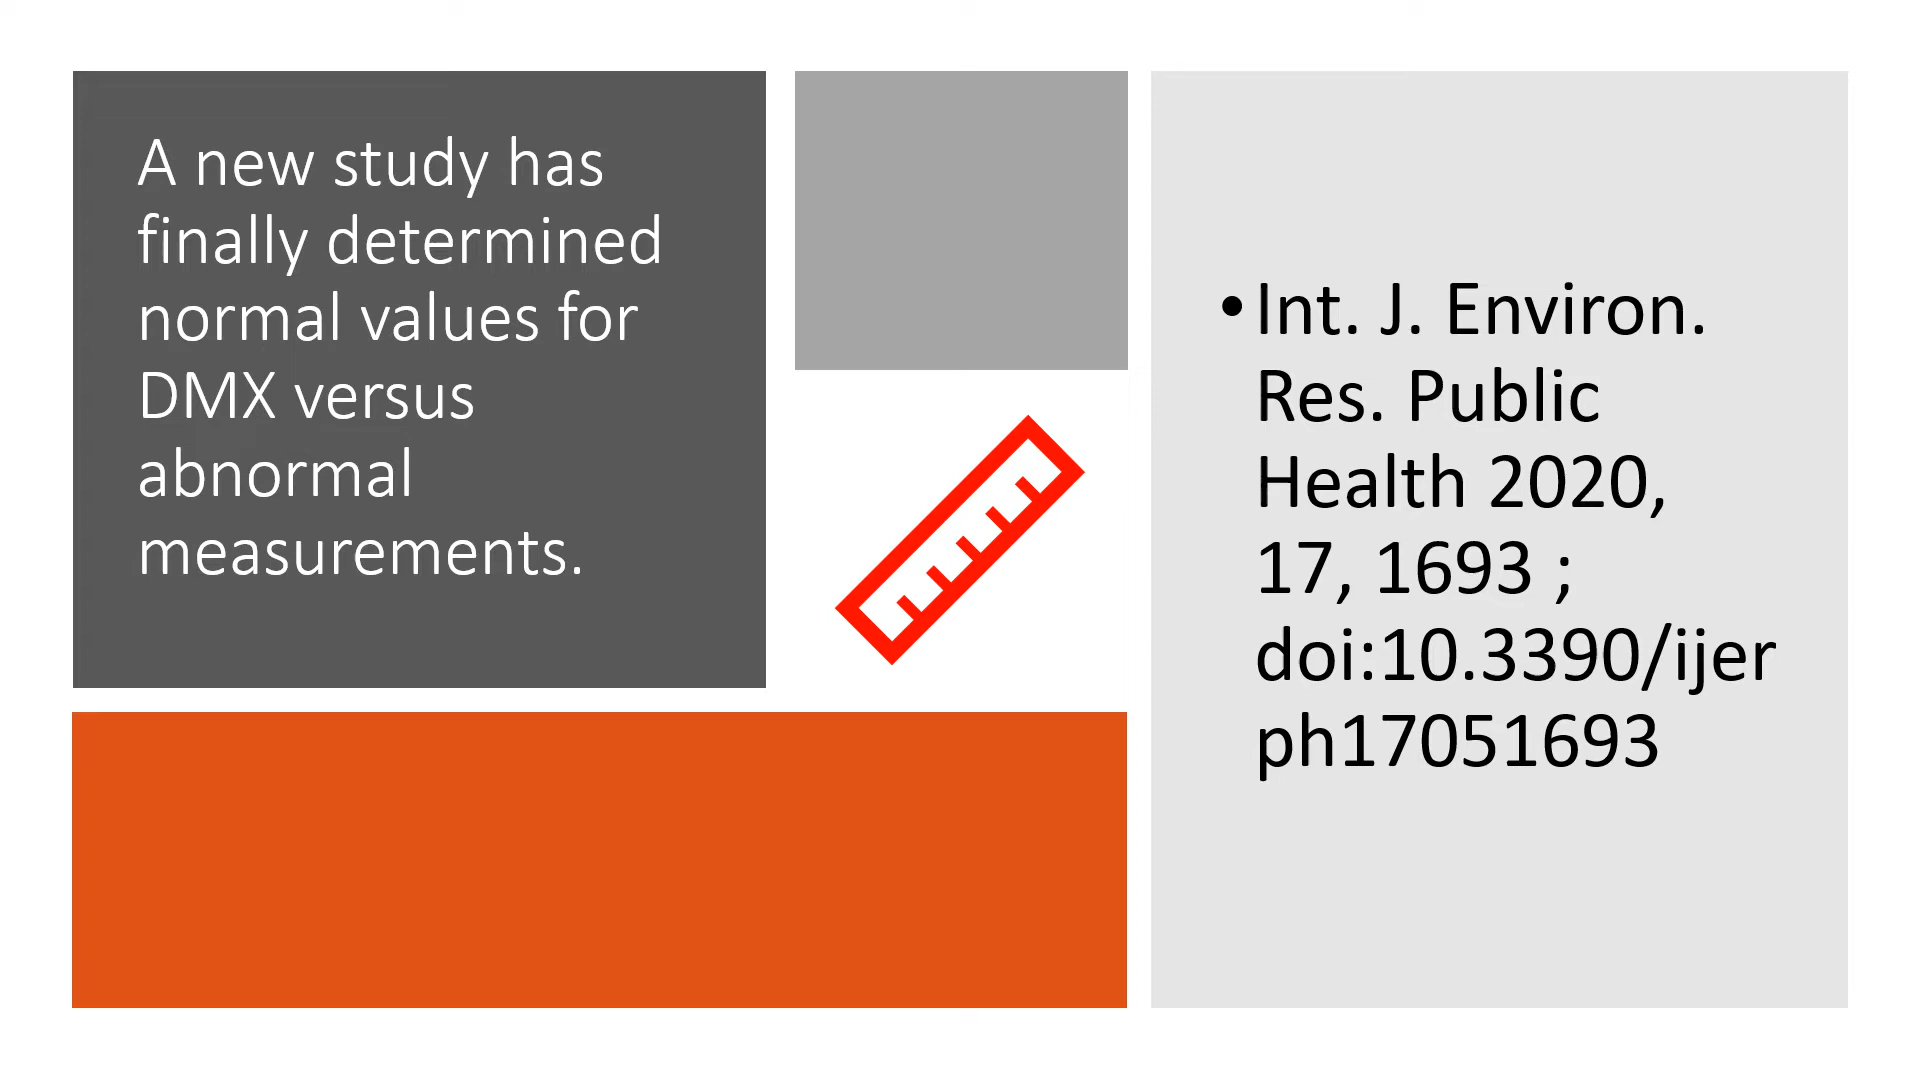 A new study has
finally determined
normal values for
DMX versus
abnormal
measurements.
•Int. J. Environ.
Res. Public
Health 2020,
17, 1693 ;
doi:10.3390/ijer
ph17051693